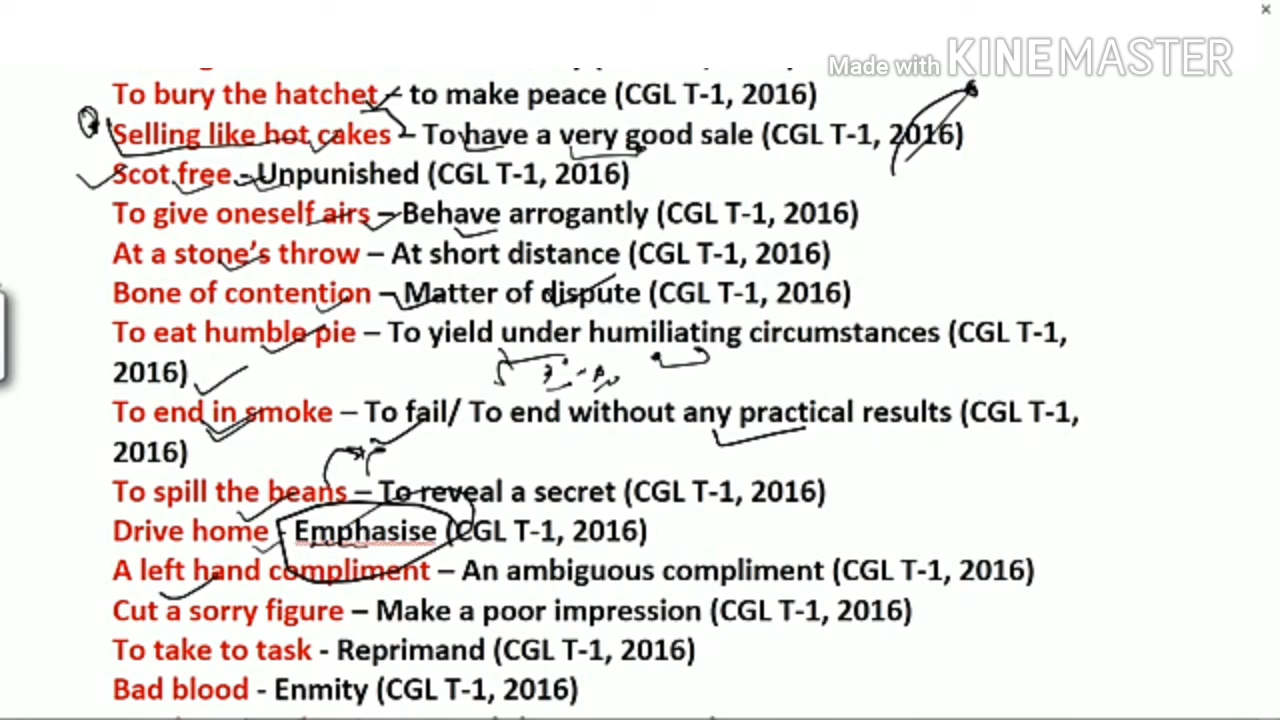 Made with KINEMASTER
To bury the hatchet – to make peace (CGL T-1, 2016)
Selling like hot cakes – To have a very good sale (CGL T-1, 2016)
Scot free - Unpunished (CGL T-1, 2016)
To give oneself airs – Behave arrogantly (CGL T-1, 2016)
At a stone's throw – At short distance (CGL T-1, 2016)
Bone of contention – Matter of dispute (CGL T-1, 2016)
To eat humble pie – To yield under humiliating circumstances (CGL T-1,
2016)
To end in smoke – To fail/ To end without any practical results (CGL T-1,
2016)
To spill the beans – To reveal a secret (CGL T-1, 2016)
Drive home - Emphasise (CGL T-1, 2016)
A left hand compliment – An ambiguous compliment (CGL T-1, 2016)
Cut a sorry figure – Make a poor impression (CGL T-1, 2016)
To take to task - Reprimand (CGL T-1, 2016)
Bad blood - Enmity (CGL T-1, 2016)